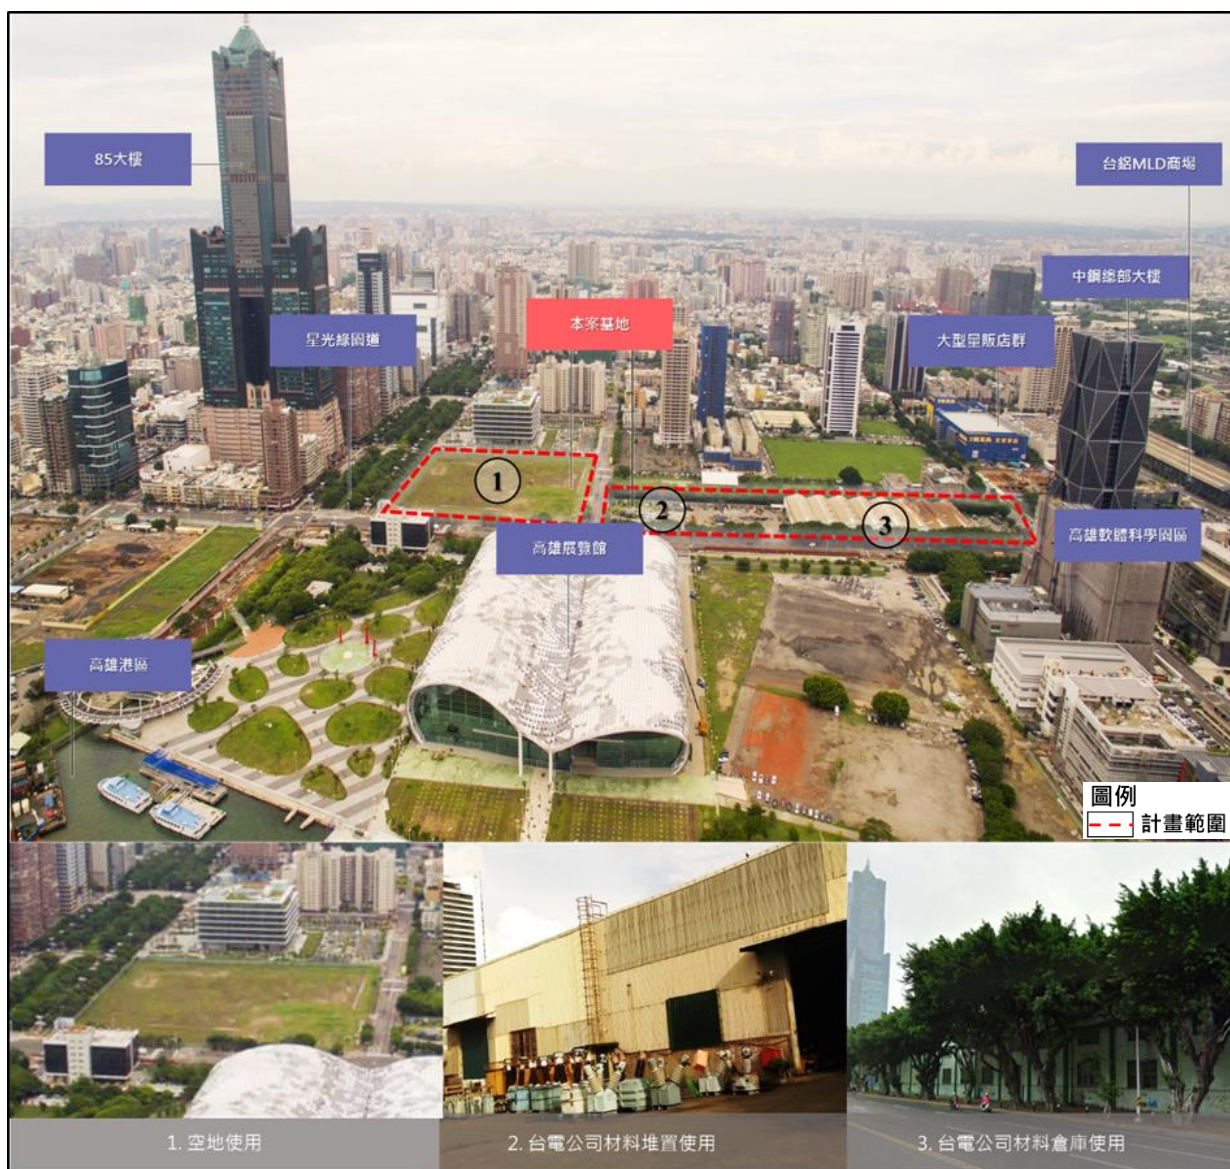 85大樓
台鋁MLD商場
中鋼總部大樓
星光綠園道
本案基地
大型量販店群
1
2
3
高雄展覽館
高雄軟體科學園區
高雄港區
圖例
計畫範圍
1. 空地使用
2. 台電公司材料堆置使用
3. 台電公司材料倉庫使用